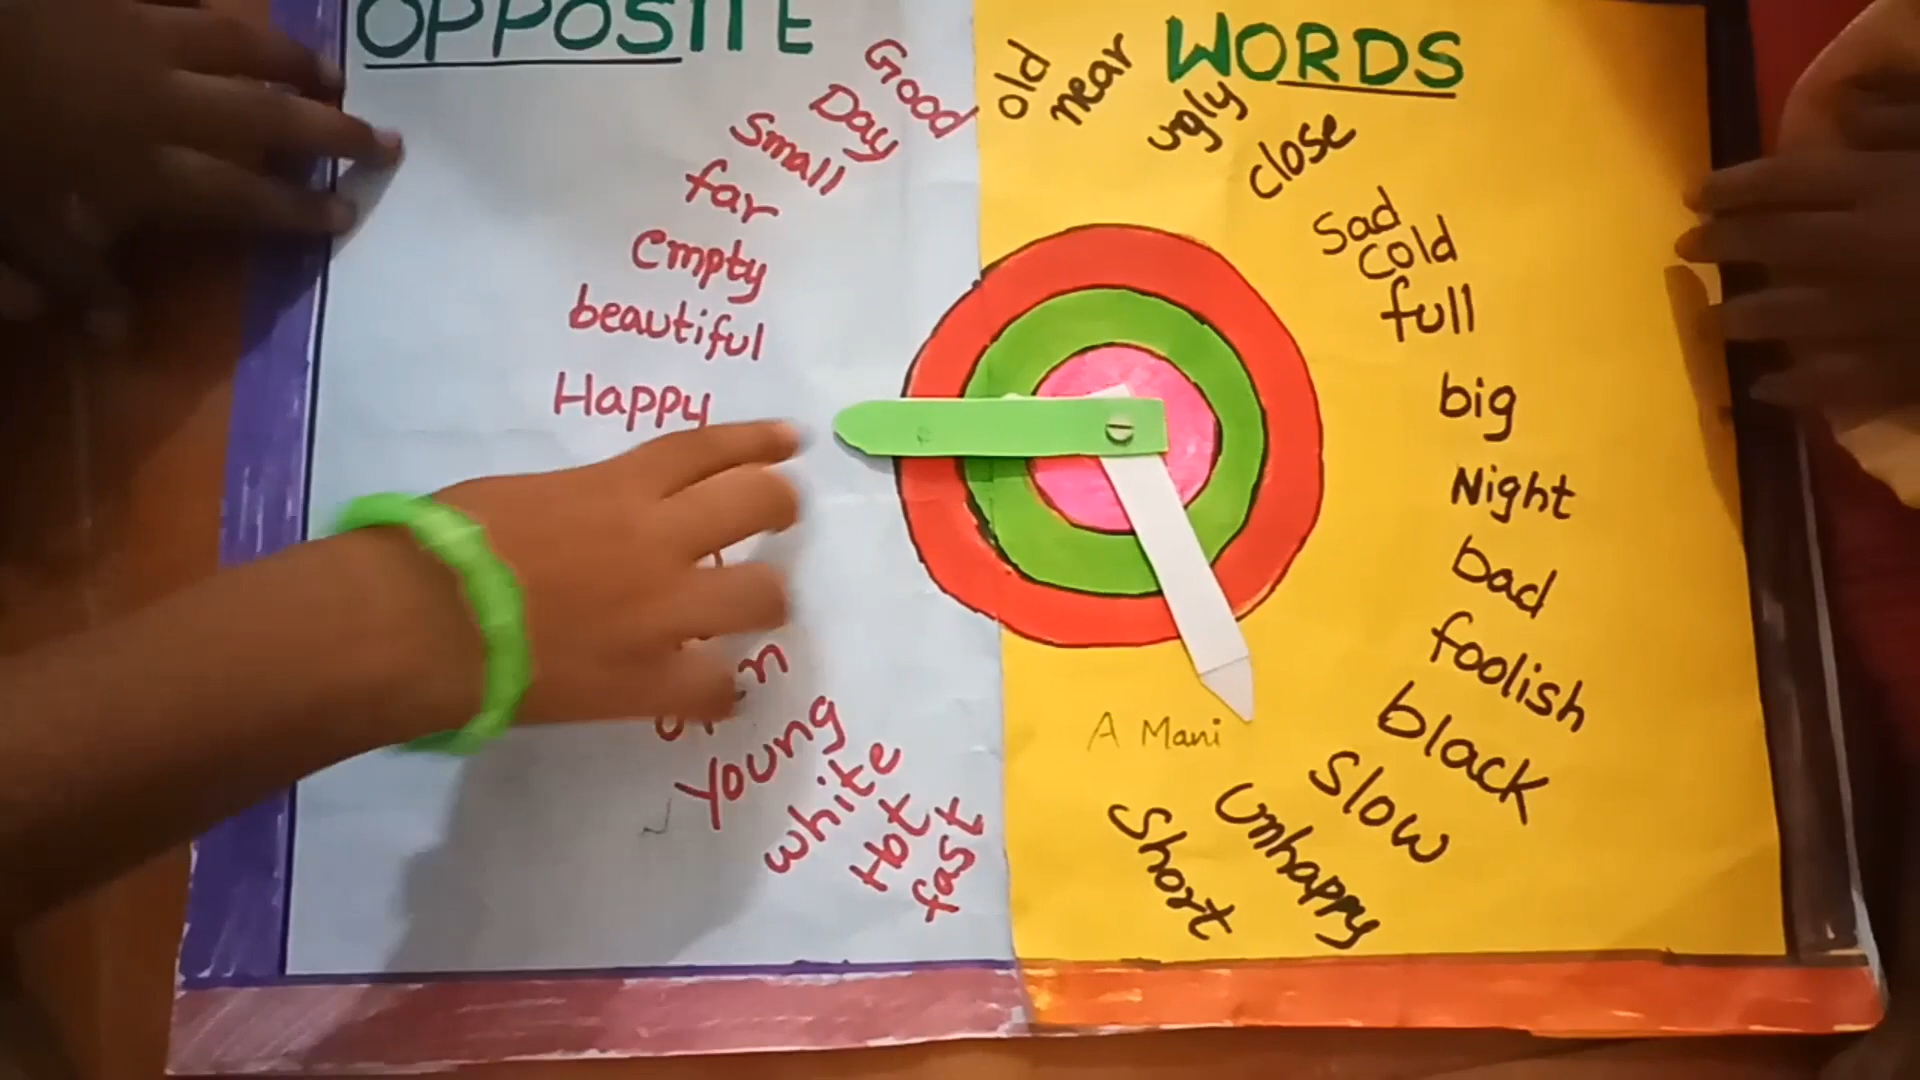 OPPOSITE
WORDS
Good
Day
Small
far
Empty
beautiful
Happy
Young
white
Hot
fast
old
near
ugly
close
Sad
cold
full
big
Night
bad
foolish
black
Slow
Unhappy
Short
A Mani